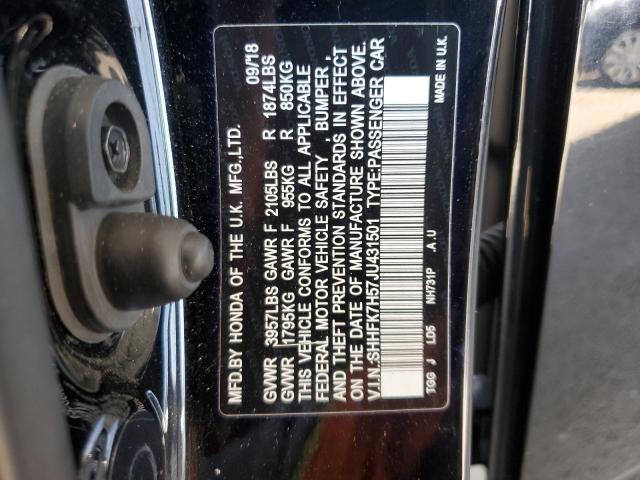 MFD.BY HONDA OF THE U.K. MFG.,LTD. 09/18
GVWR 3957LBS GAWR F 2105LBS R 1874LBS
GVWR 1795KG GAWR F 955KG R 850KG
THIS VEHICLE CONFORMS TO ALL APPLICABLE
FEDERAL MOTOR VEHICLE SAFETY , BUMPER ,
AND THEFT PREVENTION STANDARDS IN EFFECT
ON THE DATE OF MANUFACTURE SHOWN ABOVE.
V.I.N.:SHHFK7H57JU431501 TYPE:PASSENGER CAR
TGG J L05 NH731P .A.U MADE IN U.K.